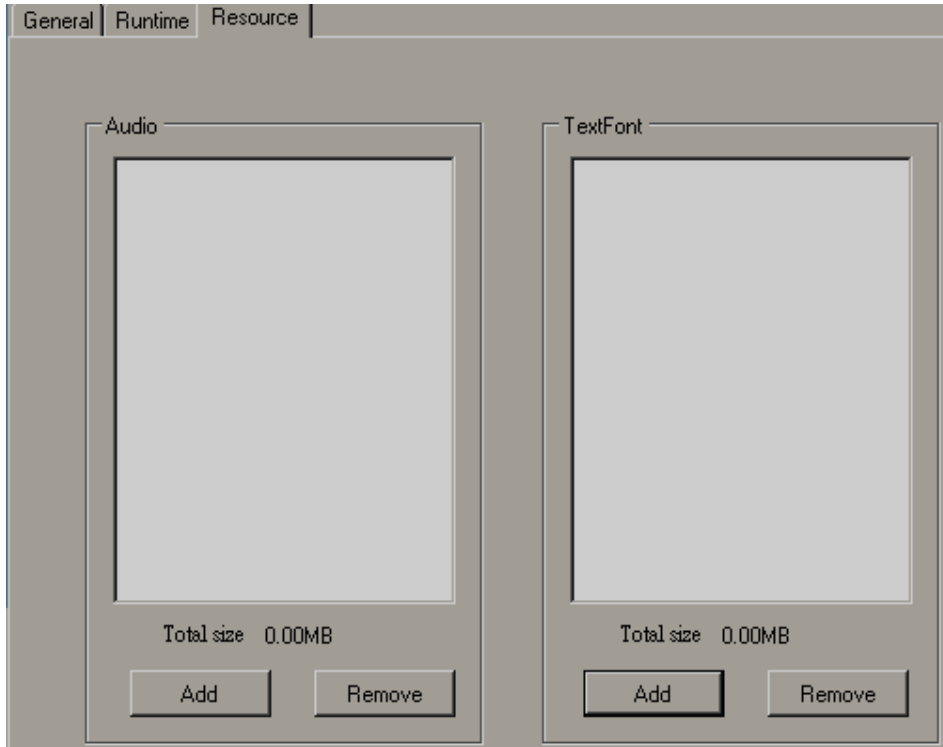 General Runtime Resource
Audio
TextFont
Total size 0.00MB
Total size 0.00MB
Add Remove
Add Remove